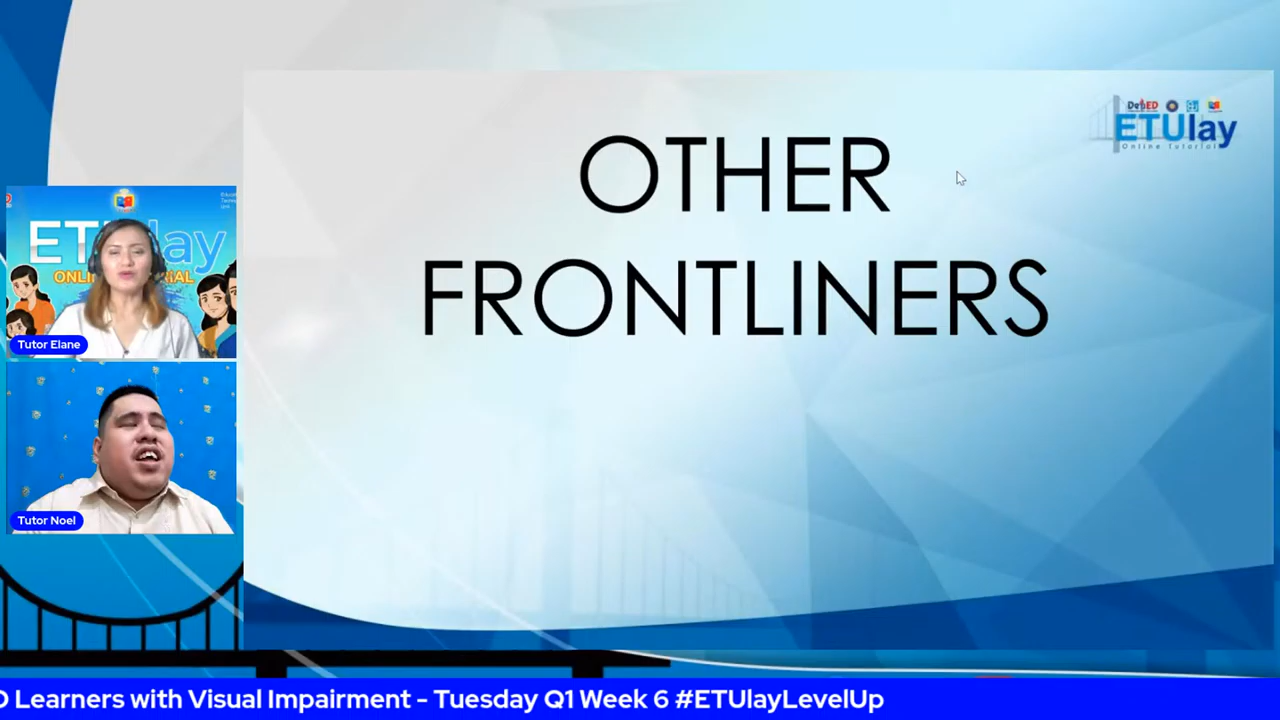 OTHER
FRONTLINERS
DepED
ETUlay
Online Tutorial
Tutor Elane
Tutor Noel
Learners with Visual Impairment - Tuesday Q1 Week 6 #ETUlayLevelUp